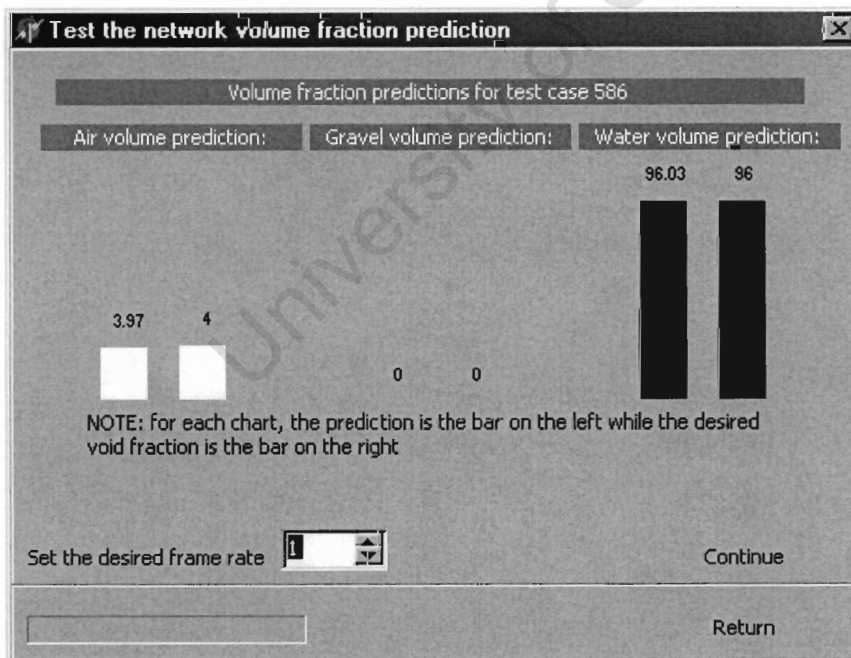 Test the network volume fraction prediction
Volume fraction predictions for test case 586
Air volume prediction:
Gravel volume prediction:
Water volume prediction:
96.03 96
3.97 4
0 0
NOTE: for each chart, the prediction is the bar on the left while the desired
void fraction is the bar on the right
Set the desired frame rate 1
Continue
Return
University of